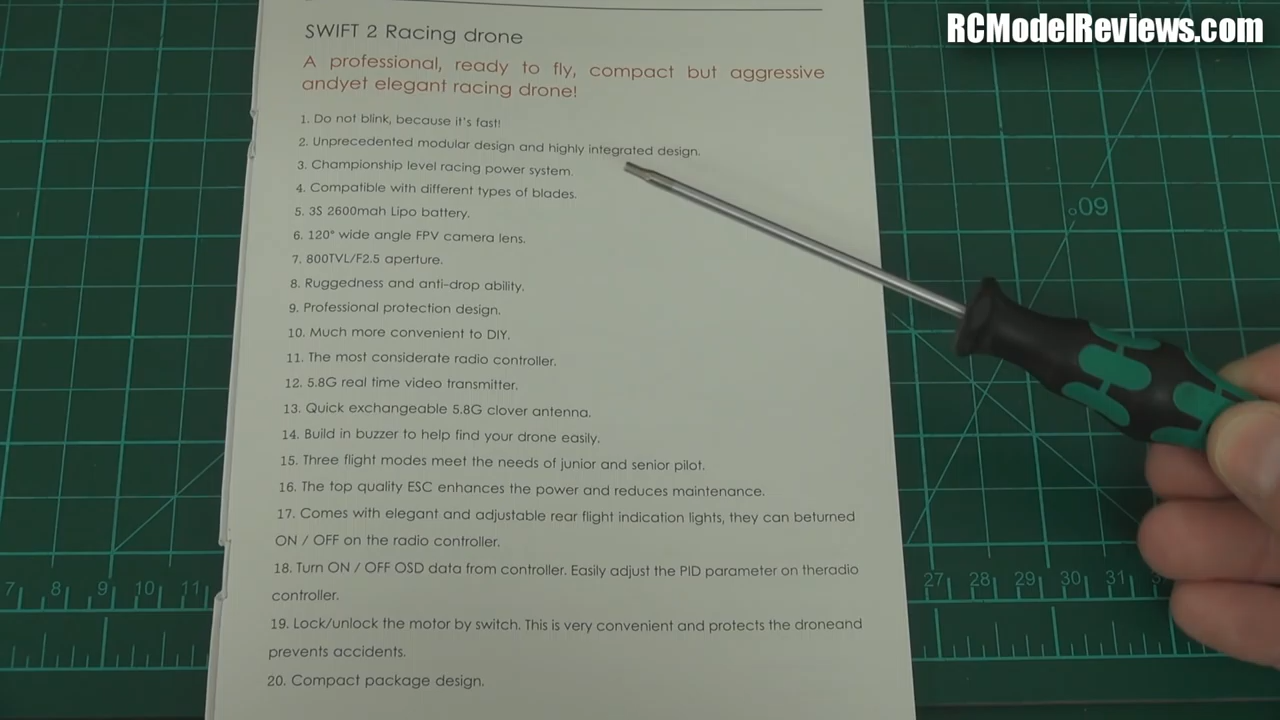 RCModelReviews.com
SWIFT 2 Racing drone
A professional, ready to fly, compact but aggressive
andyet elegant racing drone!
1. Do not blink, because it's fast!
2. Unprecedented modular design and highly integrated design.
3. Championship level racing power system.
4. Compatible with different types of blades.
5. 3S 2600mah Lipo battery.
6. 120° wide angle FPV camera lens.
7. 800TVL/F2.5 aperture.
8. Ruggedness and anti-drop ability.
9. Professional protection design.
10. Much more convenient to DIY.
11. The most considerate radio controller.
12. 5.8G real time video transmitter.
13. Quick exchangeable 5.8G clover antenna.
14. Build in buzzer to help find your drone easily.
15. Three flight modes meet the needs of junior and senior pilot.
16. The top quality ESC enhances the power and reduces maintenance.
17. Comes with elegant and adjustable rear flight indication lights, they can beturned
ON / OFF on the radio controller.
18. Turn ON / OFF OSD data from controller. Easily adjust the PID parameter on theradio
controller.
19. Lock/unlock the motor by switch. This is very convenient and protects the droneand
prevents accidents.
20. Compact package design.
60°
7 8 9 10 11
27 28 29 30 31